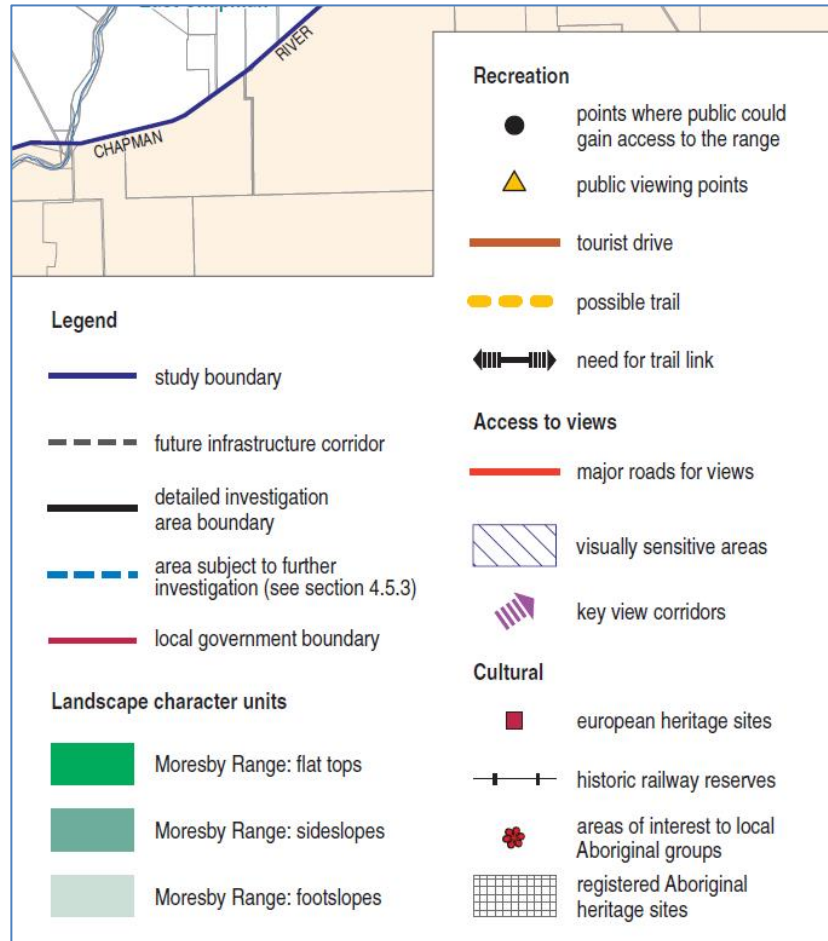 East Chapman
RIVER
CHAPMAN
Legend
study boundary
future infrastructure corridor
detailed investigation
area boundary
area subject to further
investigation (see section 4.5.3)
local government boundary
Landscape character units
Moresby Range: flat tops
Moresby Range: sideslopes
Moresby Range: footslopes
Recreation
points where public could
gain access to the range
public viewing points
tourist drive
possible trail
need for trail link
Access to views
major roads for views
visually sensitive areas
key view corridors
Cultural
european heritage sites
historic railway reserves
areas of interest to local
Aboriginal groups
registered Aboriginal
heritage sites